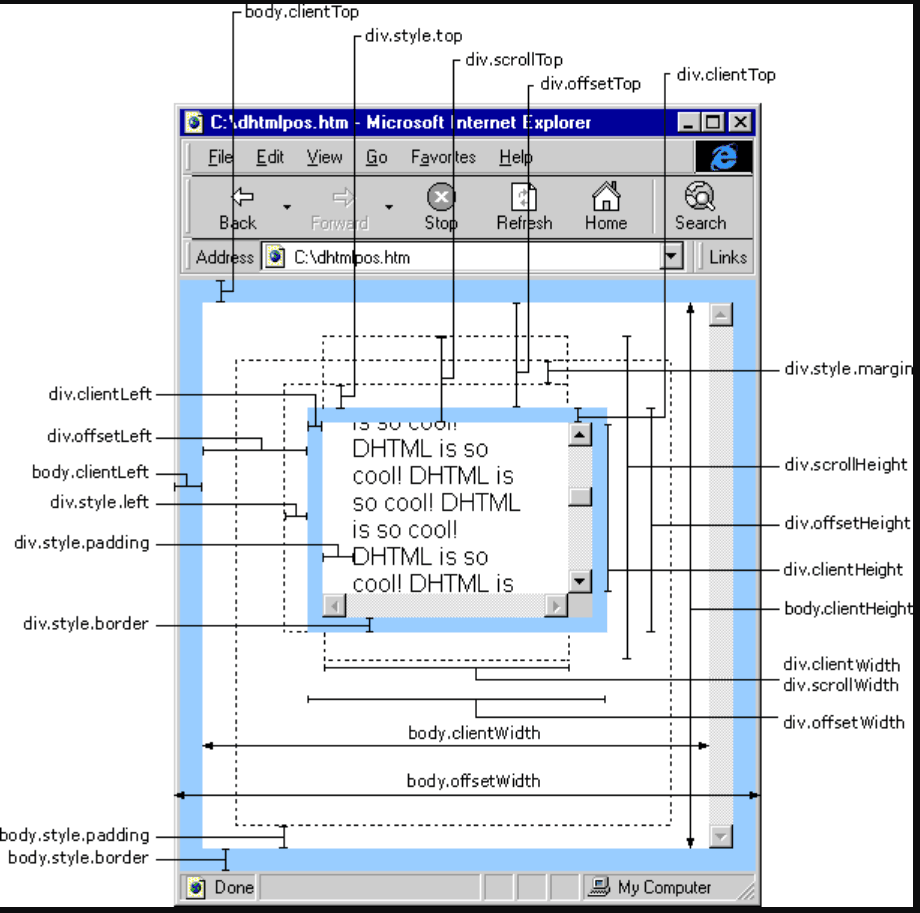 body.clientTop
div.style.top
div.scrollTop
div.clientTop
div.offsetTop
C:\dhtmlpos.htm - Microsoft Internet Explorer
File Edit View Go Favorites Help
Back Forward Stop Refresh Home Search
Address C:\dhtmlpos.htm Links
div.style.margin
div.clientLeft
div.offsetLeft
body.clientLeft
div.style.left
div.style.padding
div.style.border
is so cool!
DHTML is so
cool! DHTML is
so cool! DHTML
is so cool!
DHTML is so
cool! DHTML is
div.scrollHeight
div.offsetHeight
div.clientHeight
body.clientHeight
div.clientWidth
div.scrollWidth
div.offsetWidth
body.clientWidth
body.offsetWidth
body.style.padding
body.style.border
Done My Computer